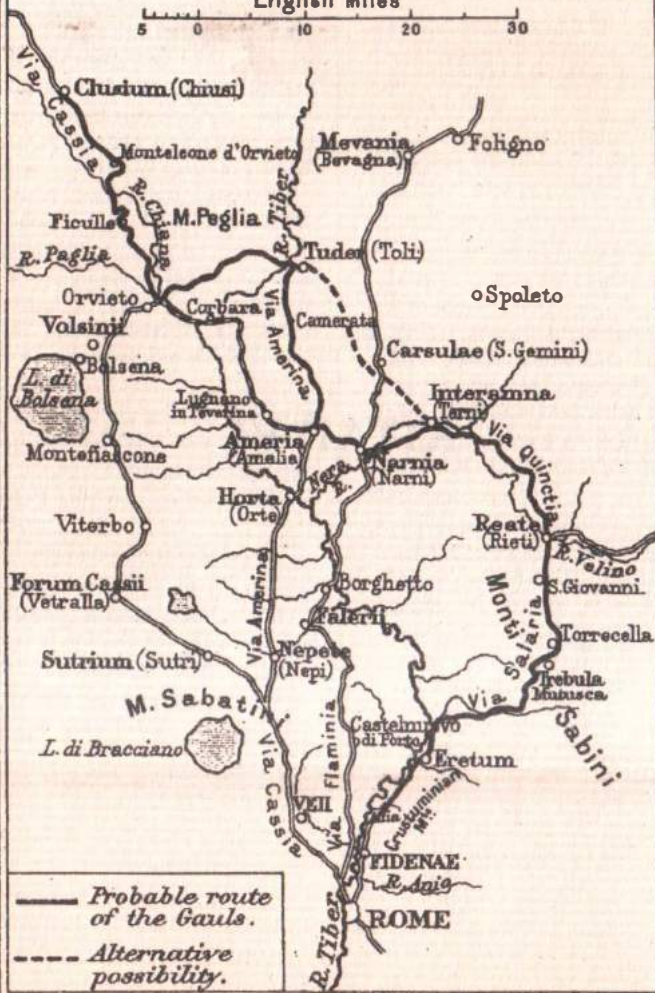 English Miles
5 10 20 30
Via Cassia
Clusium (Chiusi)
Monteleone d'Orvieto
Mevania
(Bevagna)
Foligno
R. Chiana
M. Peglia
R. Tiber
Ficulle
R. Paglia
Tuder (Toli)
Orvieto
Corbara
Via Amerina
Camerata
Spoleto
Volsinii
Bolsena
L. di
Bolsena
Carsulae (S. Gemini)
Lugnano
in Teverina
Interamna
(Terni)
Montefiascone
Ameria
(Amalia)
Nera
R.
Narnia
(Narni)
Via Quinctia
Horta
(Orte)
Viterbo
Reate
(Rieti)
R. Velino
Forum Cassii
(Vetralla)
Via Amerina
Borghetto
Monti
Sabini
S. Giovanni
Via Salaria
Falerii
Torrecella
Sutrium (Sutri)
Nepete
(Nepi)
Trebula
Mutusca
M. Sabatini
L. di Bracciano
Via Cassia
Via Flaminia
Castelnuovo
di Porto
Eretum
VEII
Allia
Crustuminian
Mts.
FIDENAE
R. Anio
ROME
R. Tiber
Probable route
of the Gauls.
Alternative
possibility.